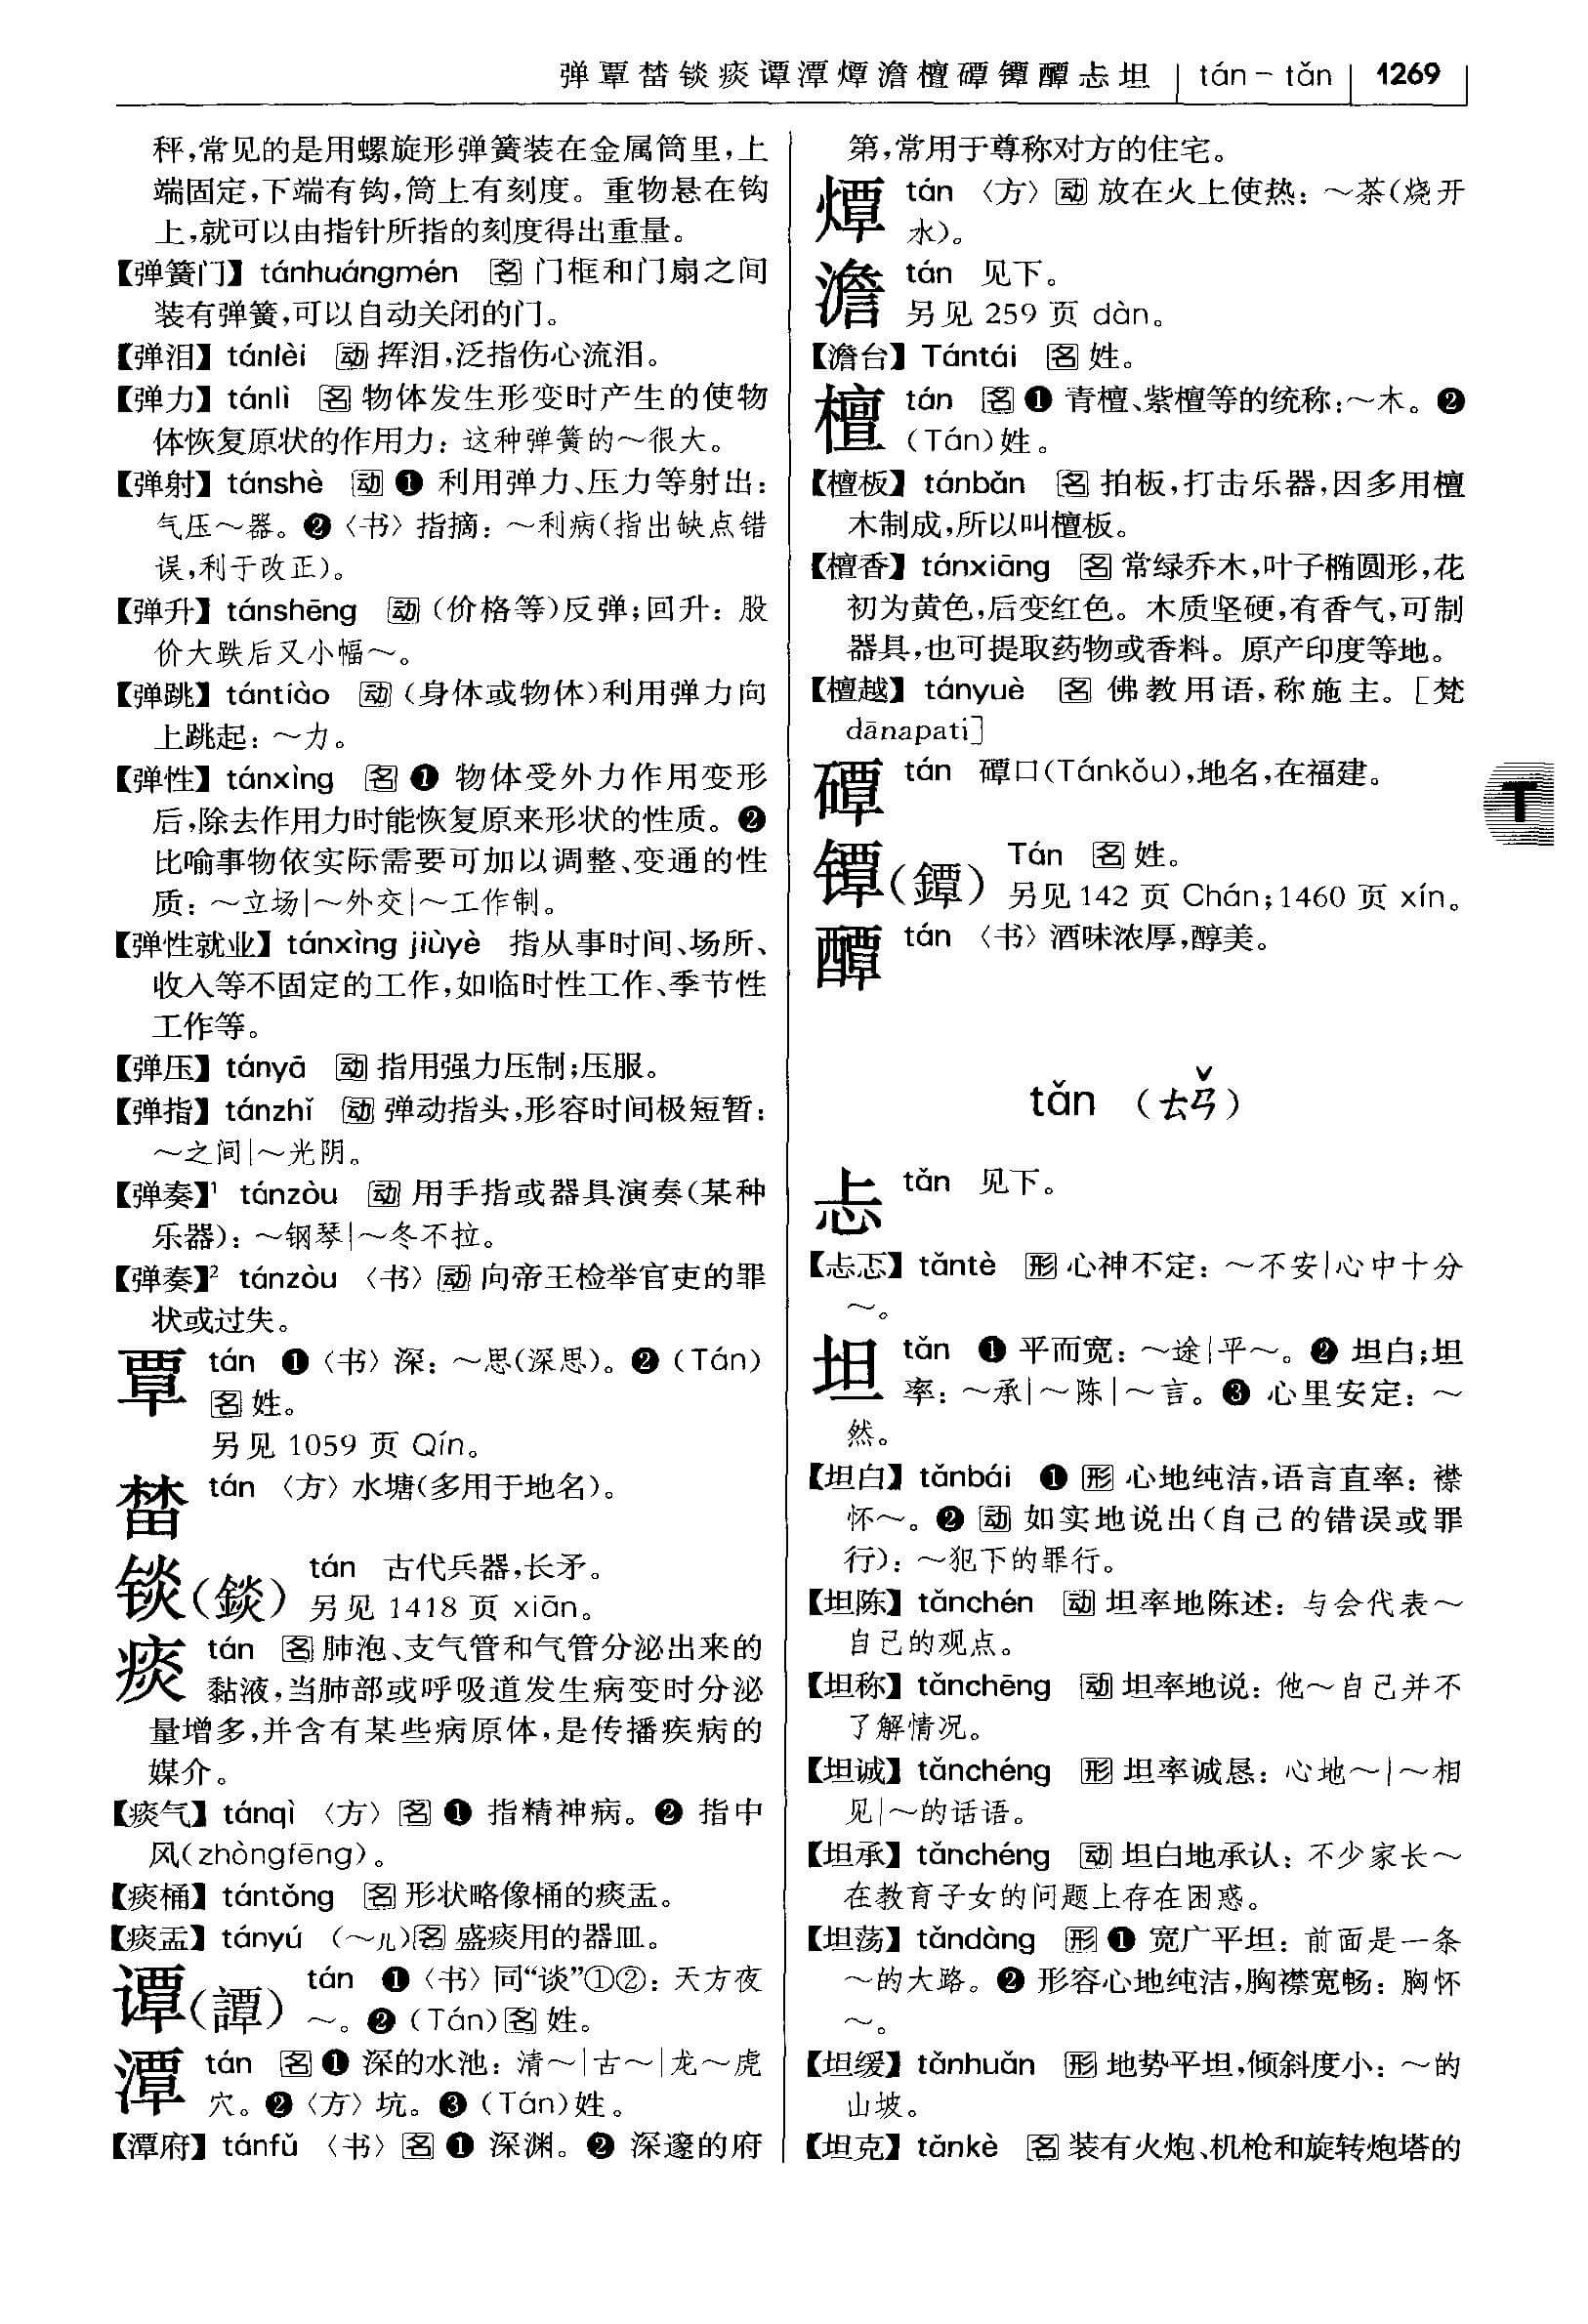 弹覃榃锬痰谭潭燂澹檀磹镡醰忐坦 tán－tǎn 1269
秤,常见的是用螺旋形弹簧装在金属筒里,上
端固定,下端有钩,筒上有刻度。重物悬在钩
上,就可以由指针所指的刻度得出重量。
【弹簧门】tánhuángmén 名 门框和门扇之间
装有弹簧,可以自动关闭的门。
【弹泪】tánlèi 动 挥泪,泛指伤心流泪。
【弹力】tánlì 名 物体发生形变时产生的使物
体恢复原状的作用力：这种弹簧的～很大。
【弹射】tánshè 动 ❶ 利用弹力、压力等射出：
气压～器。❷〈书〉指摘：～利病(指出缺点错
误,利于改正)。
【弹升】tánshēng 动 (价格等)反弹;回升：股
价大跌后又小幅～。
【弹跳】tántiào 动 (身体或物体)利用弹力向
上跳起：～力。
【弹性】tánxìng 名 ❶ 物体受外力作用变形
后,除去作用力时能恢复原来形状的性质。❷
比喻事物依实际需要可加以调整、变通的性
质：～立场|～外交|～工作制。
【弹性就业】tánxìng jiùyè 指从事时间、场所、
收入等不固定的工作,如临时性工作、季节性
工作等。
【弹压】tányā 动 指用强力压制;压服。
【弹指】tánzhǐ 动 弹动指头,形容时间极短暂：
～之间|～光阴。
【弹奏】¹ tánzòu 动 用手指或器具演奏(某种
乐器)：～钢琴|～冬不拉。
【弹奏】² tánzòu〈书〉动 向帝王检举官吏的罪
状或过失。
覃 tán ❶〈书〉深：～思(深思)。❷ (Tán)
名 姓。
另见 1059 页 Qín。
榃 tán〈方〉水塘(多用于地名)。
锬(錟) tán 古代兵器,长矛。
另见 1418 页 xiān。
痰 tán 名 肺泡、支气管和气管分泌出来的
黏液,当肺部或呼吸道发生病变时分泌
量增多,并含有某些病原体,是传播疾病的
媒介。
【痰气】tánqì〈方〉名 ❶ 指精神病。❷ 指中
风(zhòngfēng)。
【痰桶】tántǒng 名 形状略像桶的痰盂。
【痰盂】tányú (～儿)名 盛痰用的器皿。
谭(譚) tán ❶〈书〉同“谈”①②：天方夜
～。❷ (Tán)名 姓。
潭 tán 名 ❶ 深的水池：清～|古～|龙～虎
穴。❷〈方〉坑。❸ (Tán)姓。
【潭府】tánfǔ〈书〉名 ❶ 深渊。❷ 深邃的府
第,常用于尊称对方的住宅。
燂 tán〈方〉动 放在火上使热：～茶(烧开
水)。
澹 tán 见下。
另见 259 页 dàn。
【澹台】Tántái 名 姓。
檀 tán 名 ❶ 青檀、紫檀等的统称：～木。❷
(Tán)姓。
【檀板】tánbǎn 名 拍板,打击乐器,因多用檀
木制成,所以叫檀板。
【檀香】tánxiāng 名 常绿乔木,叶子椭圆形,花
初为黄色,后变红色。木质坚硬,有香气,可制
器具,也可提取药物或香料。原产印度等地。
【檀越】tányuè 名 佛教用语,称施主。[梵
dānapati]
磹 tán 磹口(Tánkǒu),地名,在福建。
镡(鐔) Tán 名 姓。
另见 142 页 Chán;1460 页 xín。
醰 tán〈书〉酒味浓厚,醇美。
tǎn (ㄊㄢˇ)
忐 tǎn 见下。
【忐忑】tǎntè 形 心神不定：～不安|心中十分
～。
坦 tǎn ❶ 平而宽：～途|平～。❷ 坦白;坦
率：～承|～陈|～言。❸ 心里安定：～
然。
【坦白】tǎnbái ❶ 形 心地纯洁,语言直率：襟
怀～。❷ 动 如实地说出(自己的错误或罪
行)：～犯下的罪行。
【坦陈】tǎnchén 动 坦率地陈述：与会代表～
自己的观点。
【坦称】tǎnchēng 动 坦率地说：他～自己并不
了解情况。
【坦诚】tǎnchéng 形 坦率诚恳：心地～|～相
见|～的话语。
【坦承】tǎnchéng 动 坦白地承认：不少家长～
在教育子女的问题上存在困惑。
【坦荡】tǎndàng 形 ❶ 宽广平坦：前面是一条
～的大路。❷ 形容心地纯洁,胸襟宽畅：胸怀
～。
【坦缓】tǎnhuǎn 形 地势平坦,倾斜度小：～的
山坡。
【坦克】tǎnkè 名 装有火炮、机枪和旋转炮塔的
T